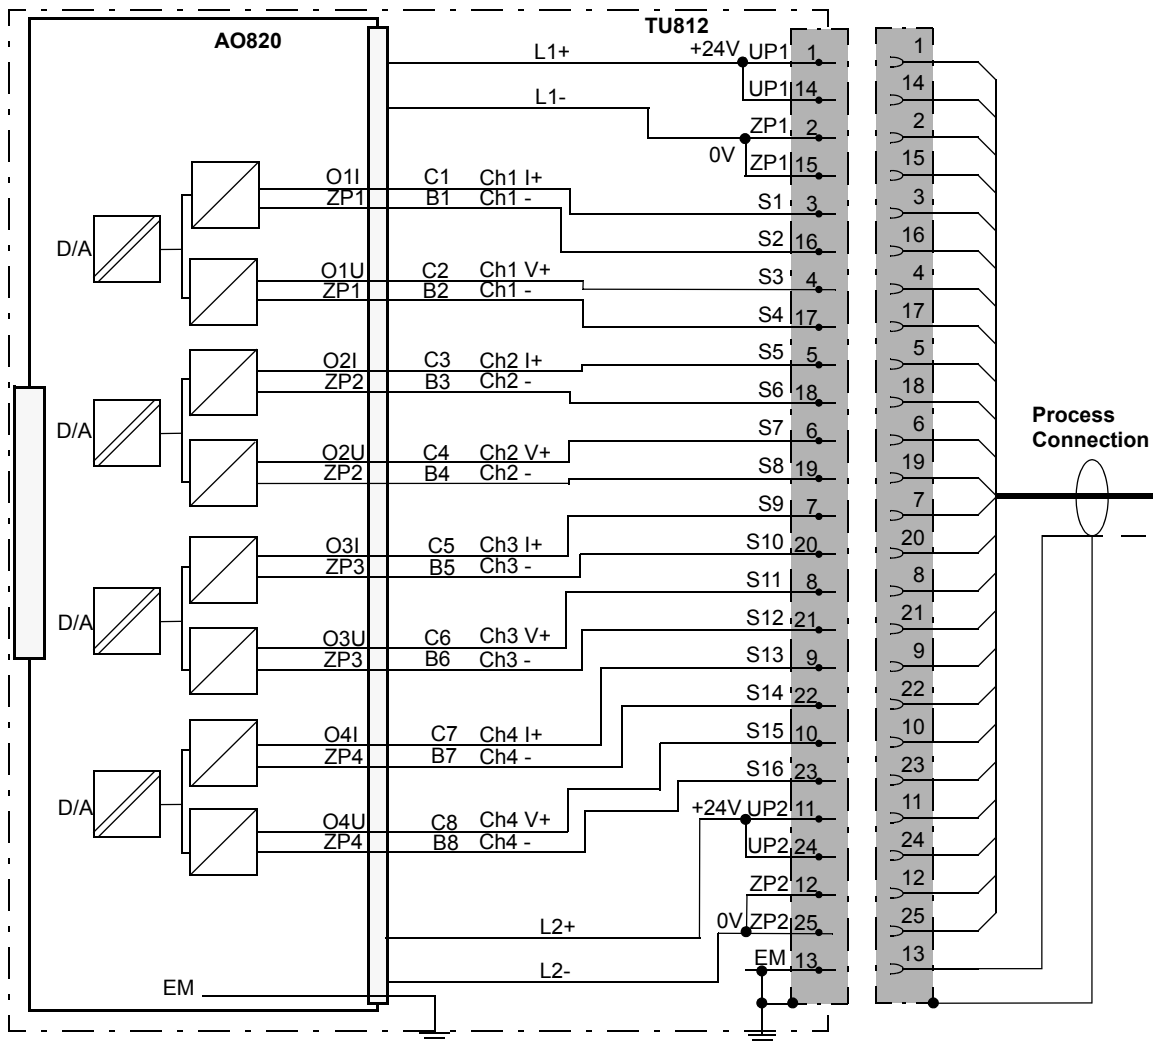 TU812
AO820
L1+
+24V UP1 1
1
UP1 14
14
L1-
ZP1 2
2
0V
ZP1 15
15
O1I C1 Ch1 I+
ZP1 B1 Ch1 -
S1 3
3
S2 16
16
D/A
O1U C2 Ch1 V+
ZP1 B2 Ch1 -
S3 4
4
S4 17
17
O2I C3 Ch2 I+
ZP2 B3 Ch2 -
S5 5
5
S6 18
18
D/A
O2U C4 Ch2 V+
ZP2 B4 Ch2 -
S7 6
6
S8 19
19
Process
Connection
S9 7
7
O3I C5 Ch3 I+
ZP3 B5 Ch3 -
S10 20
20
S11 8
8
D/A
O3U C6 Ch3 V+
ZP3 B6 Ch3 -
S12 21
21
S13 9
9
S14 22
22
O4I C7 Ch4 I+
ZP4 B7 Ch4 -
S15 10
10
S16 23
23
D/A
O4U C8 Ch4 V+
ZP4 B8 Ch4 -
+24V UP2 11
11
UP2 24
24
ZP2 12
12
L2+
0V ZP2 25
25
L2-
EM 13
13
EM